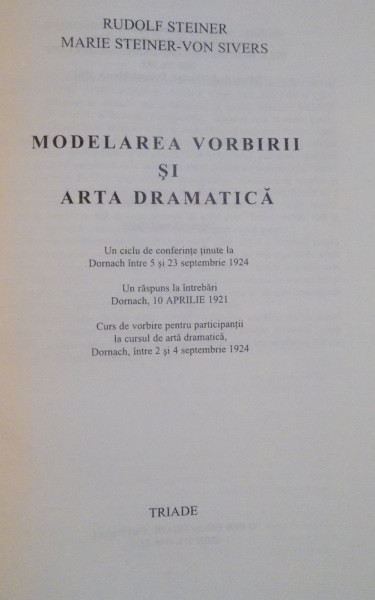 RUDOLF STEINER
MARIE STEINER-VON SIVERS
MODELAREA VORBIRII
ȘI
ARTA DRAMATICĂ
Un ciclu de conferințe ținute la
Dornach între 5 și 23 septembrie 1924
Un răspuns la întrebări
Dornach, 10 APRILIE 1921
Curs de vorbire pentru participanții
la cursul de artă dramatică,
Dornach, între 2 și 4 septembrie 1924
TRIADE